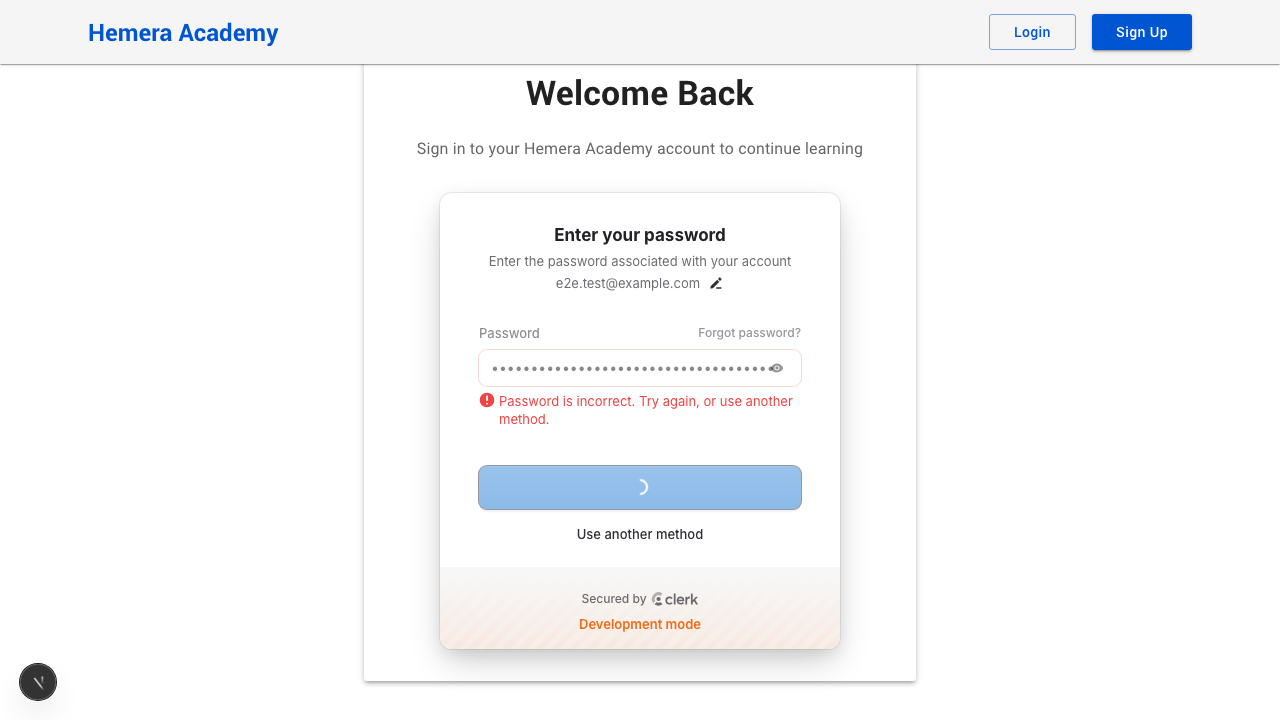 Hemera Academy
Login
Sign Up
Welcome Back
Sign in to your Hemera Academy account to continue learning
Enter your password
Enter the password associated with your account
e2e.test@example.com
Password
Forgot password?
Password is incorrect. Try again, or use another
method.
Use another method
Secured by clerk
Development mode